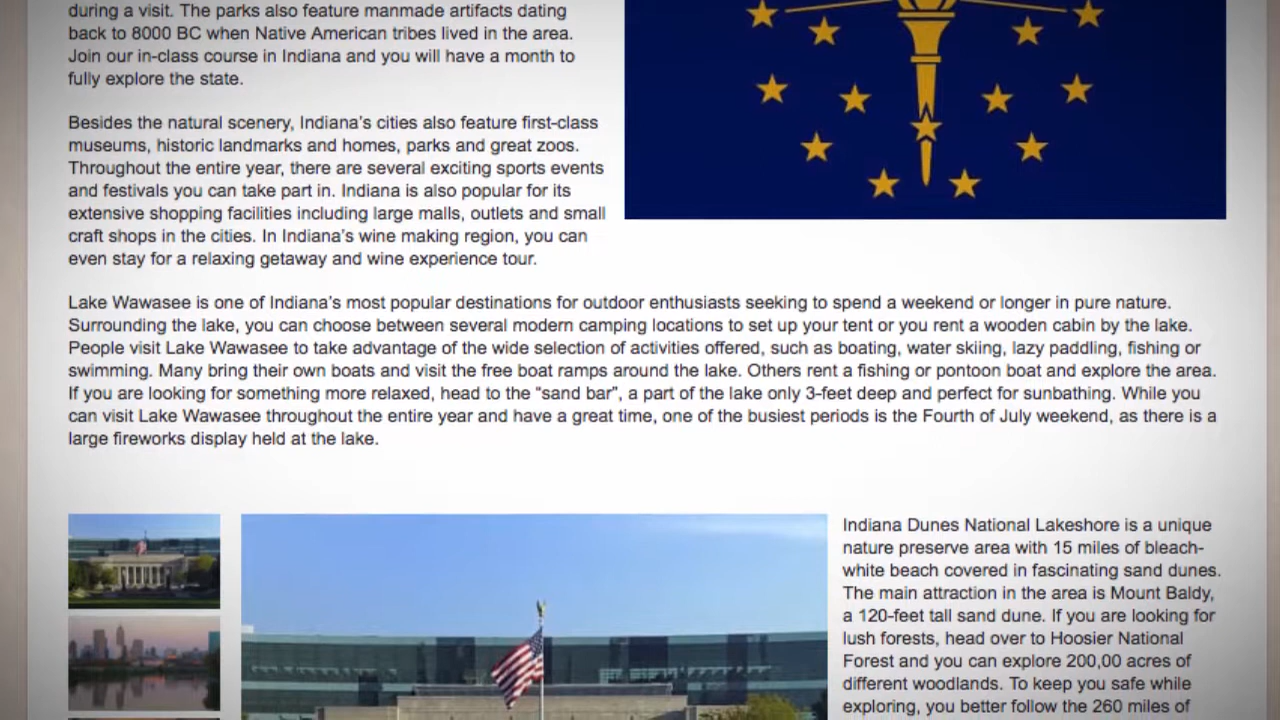 during a visit. The parks also feature manmade artifacts dating
back to 8000 BC when Native American tribes lived in the area.
Join our in-class course in Indiana and you will have a month to
fully explore the state.
Besides the natural scenery, Indiana's cities also feature first-class
museums, historic landmarks and homes, parks and great zoos.
Throughout the entire year, there are several exciting sports events
and festivals you can take part in. Indiana is also popular for its
extensive shopping facilities including large malls, outlets and small
craft shops in the cities. In Indiana's wine making region, you can
even stay for a relaxing getaway and wine experience tour.
Lake Wawasee is one of Indiana's most popular destinations for outdoor enthusiasts seeking to spend a weekend or longer in pure nature.
Surrounding the lake, you can choose between several modern camping locations to set up your tent or you rent a wooden cabin by the lake.
People visit Lake Wawasee to take advantage of the wide selection of activities offered, such as boating, water skiing, lazy paddling, fishing or
swimming. Many bring their own boats and visit the free boat ramps around the lake. Others rent a fishing or pontoon boat and explore the area.
If you are looking for something more relaxed, head to the “sand bar”, a part of the lake only 3-feet deep and perfect for sunbathing. While you
can visit Lake Wawasee throughout the entire year and have a great time, one of the busiest periods is the Fourth of July weekend, as there is a
large fireworks display held at the lake.
Indiana Dunes National Lakeshore is a unique
nature preserve area with 15 miles of bleach-
white beach covered in fascinating sand dunes.
The main attraction in the area is Mount Baldy,
a 120-feet tall sand dune. If you are looking for
lush forests, head over to Hoosier National
Forest and you can explore 200,00 acres of
different woodlands. To keep you safe while
exploring, you better follow the 260 miles of